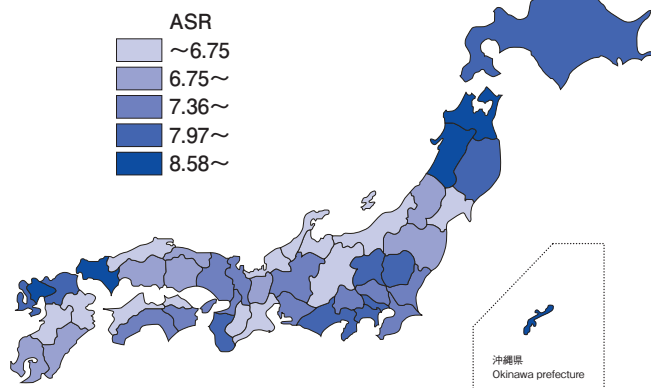 ASR
～6.75
6.75～
7.36～
7.97～
8.58～
沖縄県
Okinawa prefecture